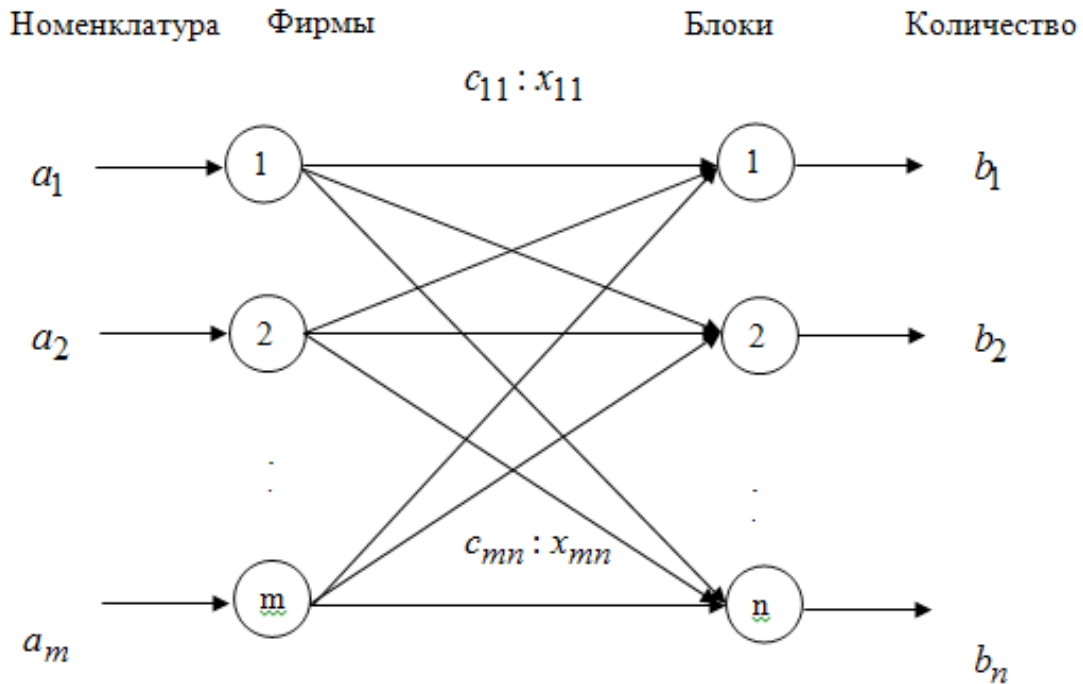 Номенклатура Фирмы Блоки Количество
c11 : x11
a1 1 1 b1
a2 2 2 b2
cmn : xmn
am m n bn